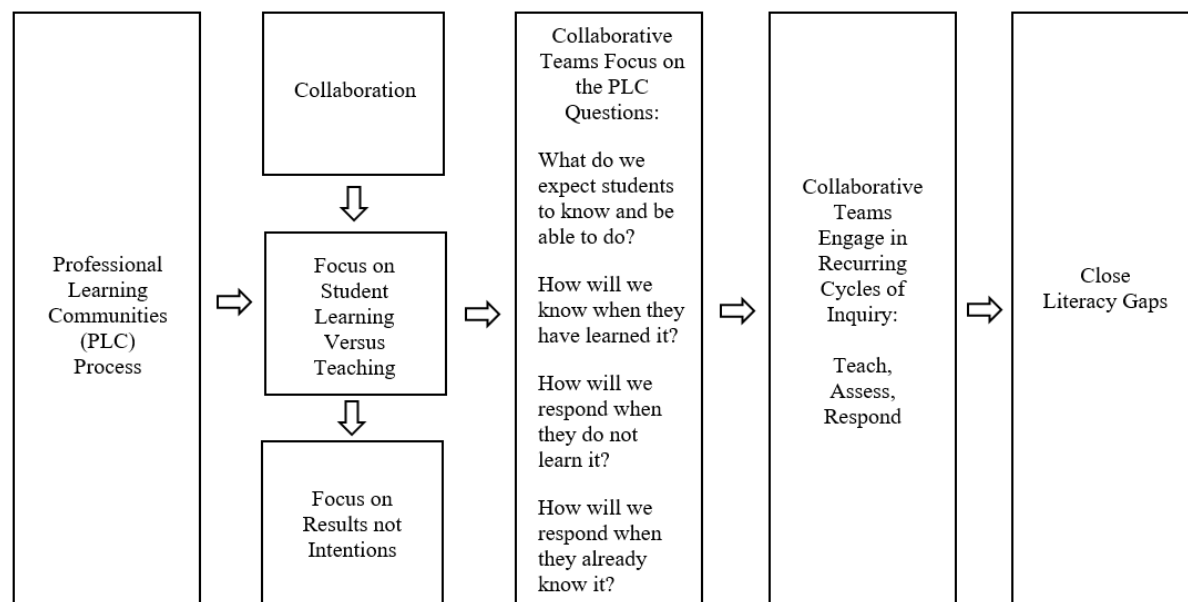 Professional
Learning
Communities
(PLC)
Process
Collaboration
Focus on
Student
Learning
Versus
Teaching
Focus on
Results not
Intentions
Collaborative
Teams Focus on
the PLC
Questions:
What do we
expect students
to know and be
able to do?
How will we
know when they
have learned it?
How will we
respond when
they do not
learn it?
How will we
respond when
they already
know it?
Collaborative
Teams
Engage in
Recurring
Cycles of
Inquiry:
Teach,
Assess,
Respond
Close
Literacy Gaps